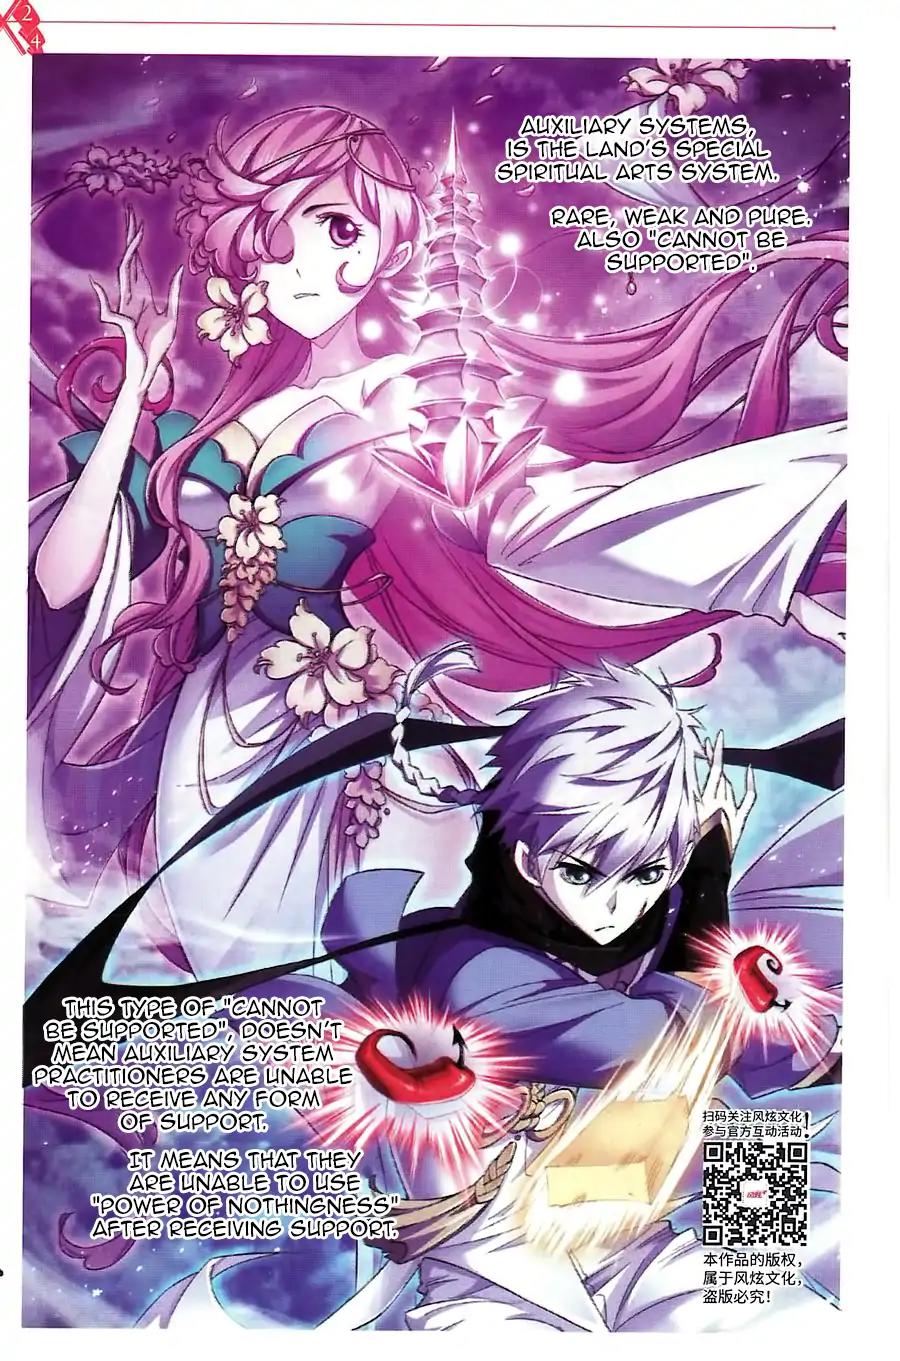 2
4
AUXILIARY SYSTEMS,
IS THE LAND'S SPECIAL
SPIRITUAL ARTS SYSTEM.
RARE, WEAK AND PURE.
ALSO "CANNOT BE
SUPPORTED".
THIS TYPE OF "CANNOT
BE SUPPORTED", DOESN'T
MEAN AUXILIARY SYSTEM
PRACTITIONERS ARE UNABLE
TO RECEIVE ANY FORM
OF SUPPORT.
IT MEANS THAT THEY
ARE UNABLE TO USE
"POWER OF NOTHINGNESS"
AFTER RECEIVING SUPPORT.
扫码关注风炫文化,
参与官方互动活动!
本作品的版权,
属于风炫文化,
盗版必究!